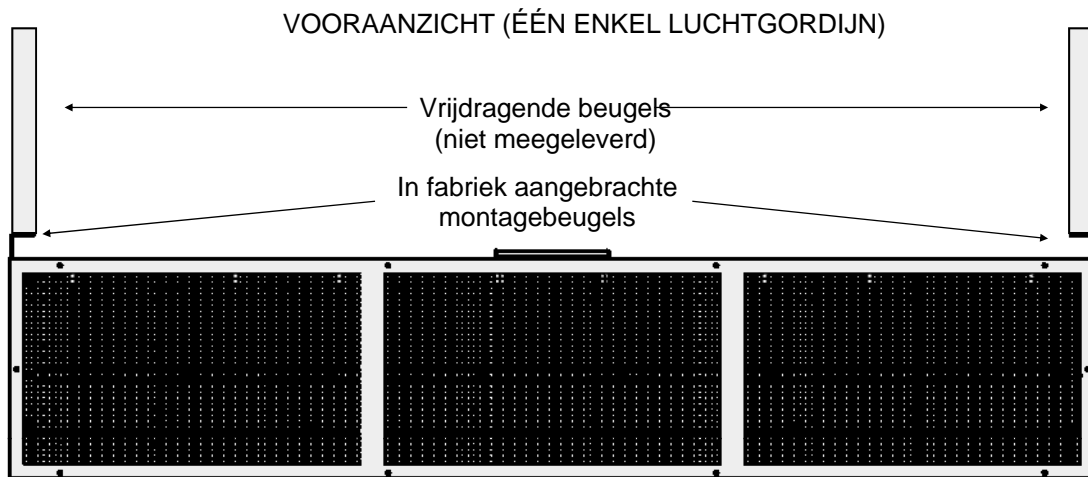 VOORAANZICHT (ÉÉN ENKEL LUCHTGORDIJN)
Vrijdragende beugels
(niet meegeleverd)
In fabriek aangebrachte
montagebeugels